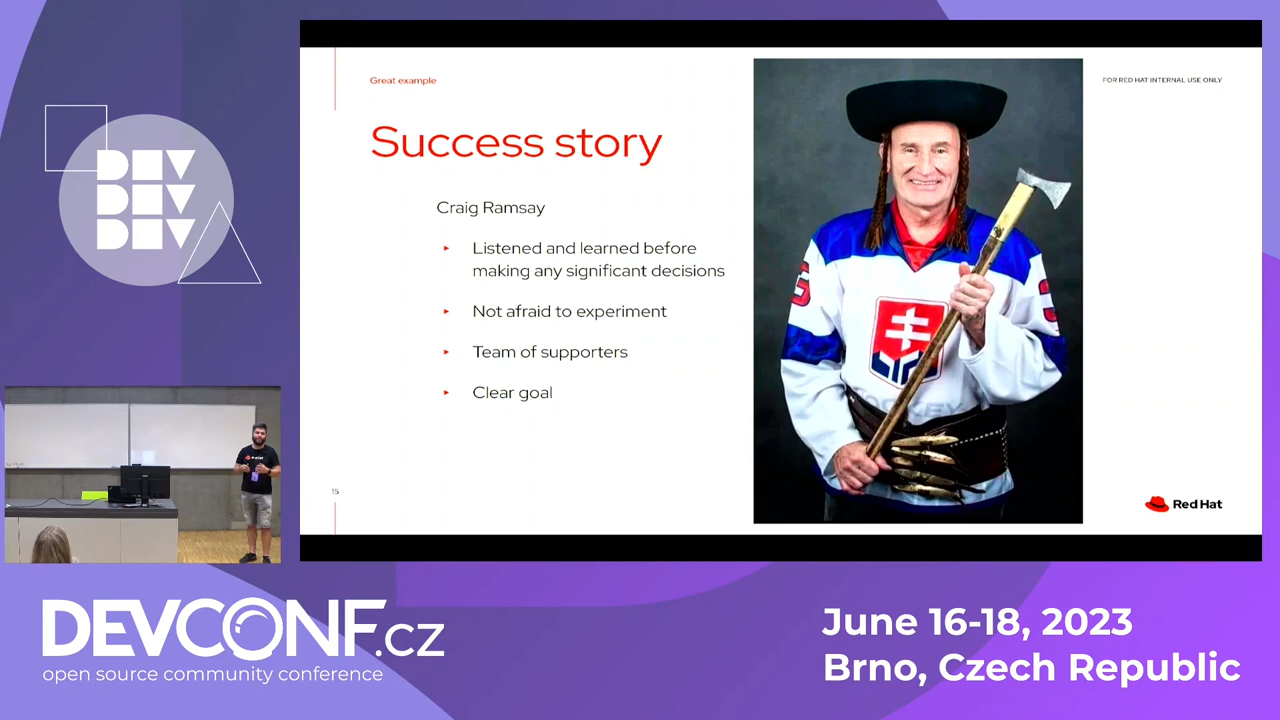 Great example
FOR RED HAT INTERNAL USE ONLY
Success story
Craig Ramsay
Listened and learned before
making any significant decisions
Not afraid to experiment
Team of supporters
Clear goal
15
Red Hat
HOCKEY
DEV
DEV
DEV
DEVCONF.CZ
open source community conference
June 16-18, 2023
Brno, Czech Republic